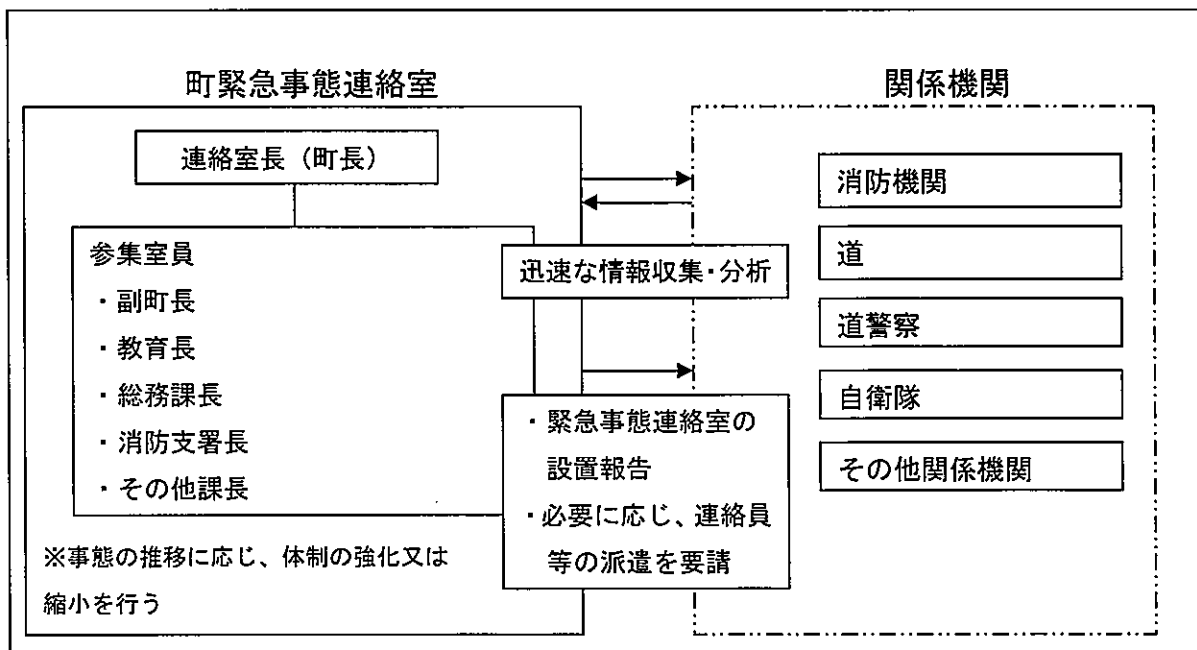 町緊急事態連絡室
連絡室長（町長）
参集室員
・副町長
・教育長
・総務課長
・消防支署長
・その他課長
※事態の推移に応じ、体制の強化又は
縮小を行う
迅速な情報収集・分析
・緊急事態連絡室の
設置報告
・必要に応じ、連絡員
等の派遣を要請
関係機関
消防機関
道
道警察
自衛隊
その他関係機関